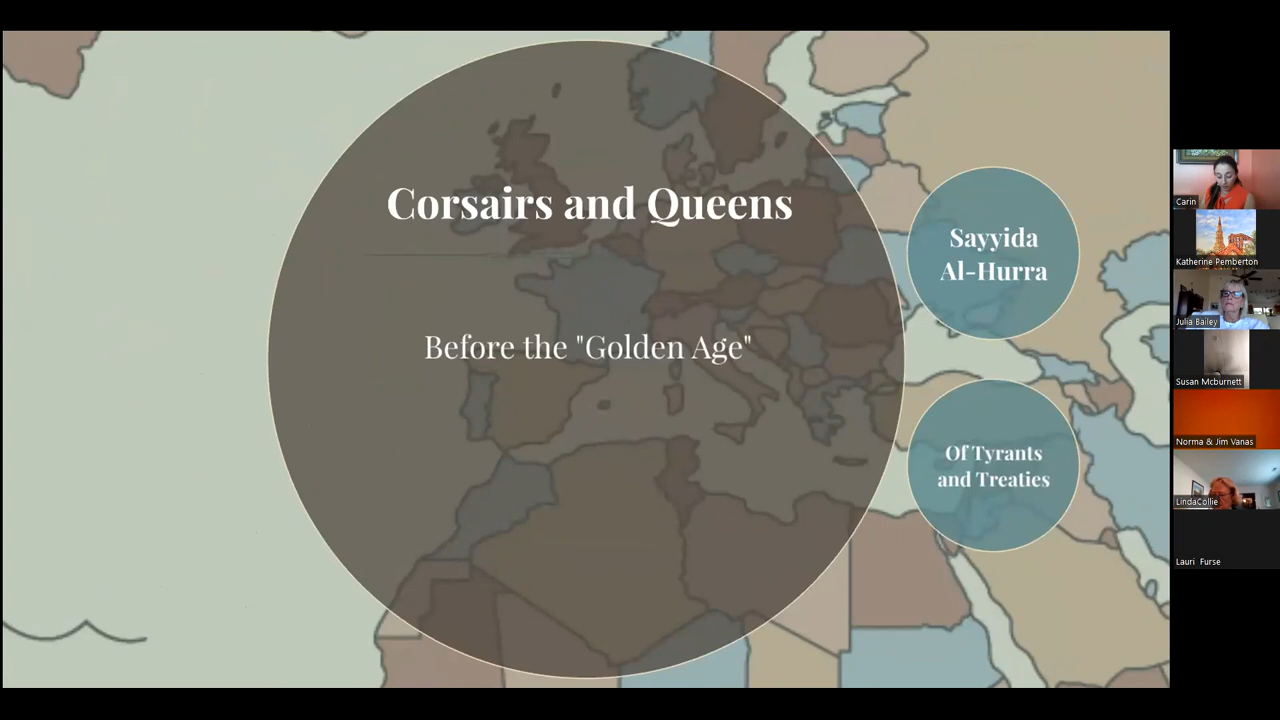 Corsairs and Queens
Before the "Golden Age"
Sayyida
Al-Hurra
Of Tyrants
and Treaties
Carin
Katherine Pemberton
Julia Bailey
Susan Mcburnett
Norma & Jim Vanas
LindaCollie
Lauri Furse